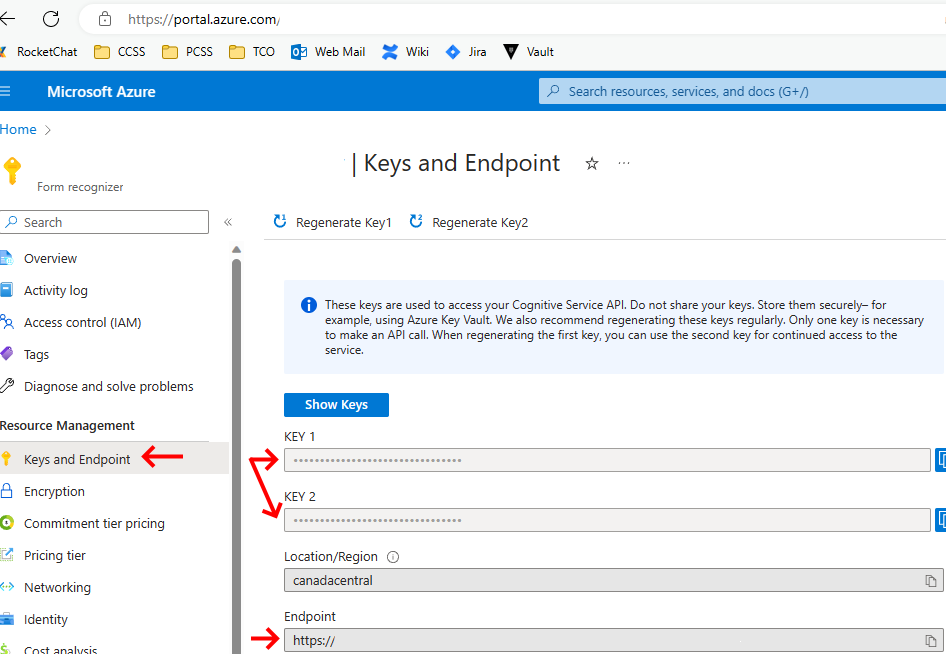 https://portal.azure.com/
RocketChat CCSS PCSS TCO Web Mail Wiki Jira Vault
Microsoft Azure
Search resources, services, and docs (G+/)
Home
| Keys and Endpoint
Form recognizer
Search
Regenerate Key1 Regenerate Key2
Overview
Activity log
Access control (IAM)
Tags
Diagnose and solve problems
Resource Management
Keys and Endpoint
Encryption
Commitment tier pricing
Pricing tier
Networking
Identity
Cost analysis
These keys are used to access your Cognitive Service API. Do not share your keys. Store them securely– for
example, using Azure Key Vault. We also recommend regenerating these keys regularly. Only one key is necessary
to make an API call. When regenerating the first key, you can use the second key for continued access to the
service.
Show Keys
KEY 1
KEY 2
Location/Region
canadacentral
Endpoint
https://